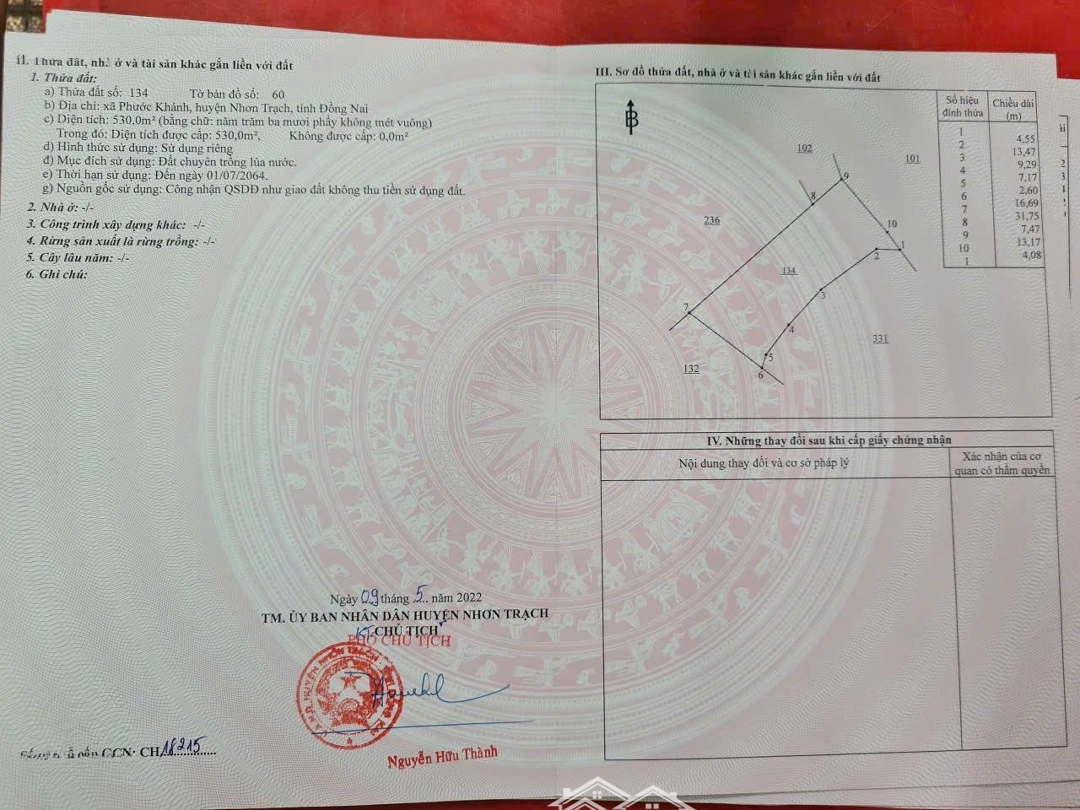 II. Thửa đất, nhà ở và tài sản khác gắn liền với đất
1. Thửa đất:
a) Thửa đất số: 134 Tờ bản đồ số: 60
b) Địa chỉ: xã Phước Khánh, huyện Nhơn Trạch, tỉnh Đồng Nai
c) Diện tích: 530,0m² (bằng chữ: năm trăm ba mươi phẩy không mét vuông)
Trong đó: Diện tích được cấp: 530,0m², Không được cấp: 0,0m².
d) Hình thức sử dụng: Sử dụng riêng
đ) Mục đích sử dụng: Đất chuyên trồng lúa nước.
e) Thời hạn sử dụng: Đến ngày 01/07/2064.
g) Nguồn gốc sử dụng: Công nhận QSDĐ như giao đất không thu tiền sử dụng đất.
2. Nhà ở: -/-
3. Công trình xây dựng khác: -/-
4. Rừng sản xuất là rừng trồng: -/-
5. Cây lâu năm: -/-
6. Ghi chú:
Ngày 09 tháng 5 năm 2022
TM. ỦY BAN NHÂN DÂN HUYỆN NHƠN TRẠCH
KT CHỦ TỊCH
PHÓ CHỦ TỊCH
Nguyễn Hữu Thành
CH18215
III. Sơ đồ thửa đất, nhà ở và tài sản khác gắn liền với đất
B
102
101
9
8
236
10
1
2
134
3
7
4
331
5
132
6
Số hiệu đỉnh thửa
Chiều dài (m)
1
4,55
2
13,47
3
9,29
4
7,17
5
2,60
6
16,69
7
31,75
8
7,47
9
13,17
10
4,08
1
IV. Những thay đổi sau khi cấp giấy chứng nhận
Nội dung thay đổi và cơ sở pháp lý
Xác nhận của cơ
quan có thẩm quyền